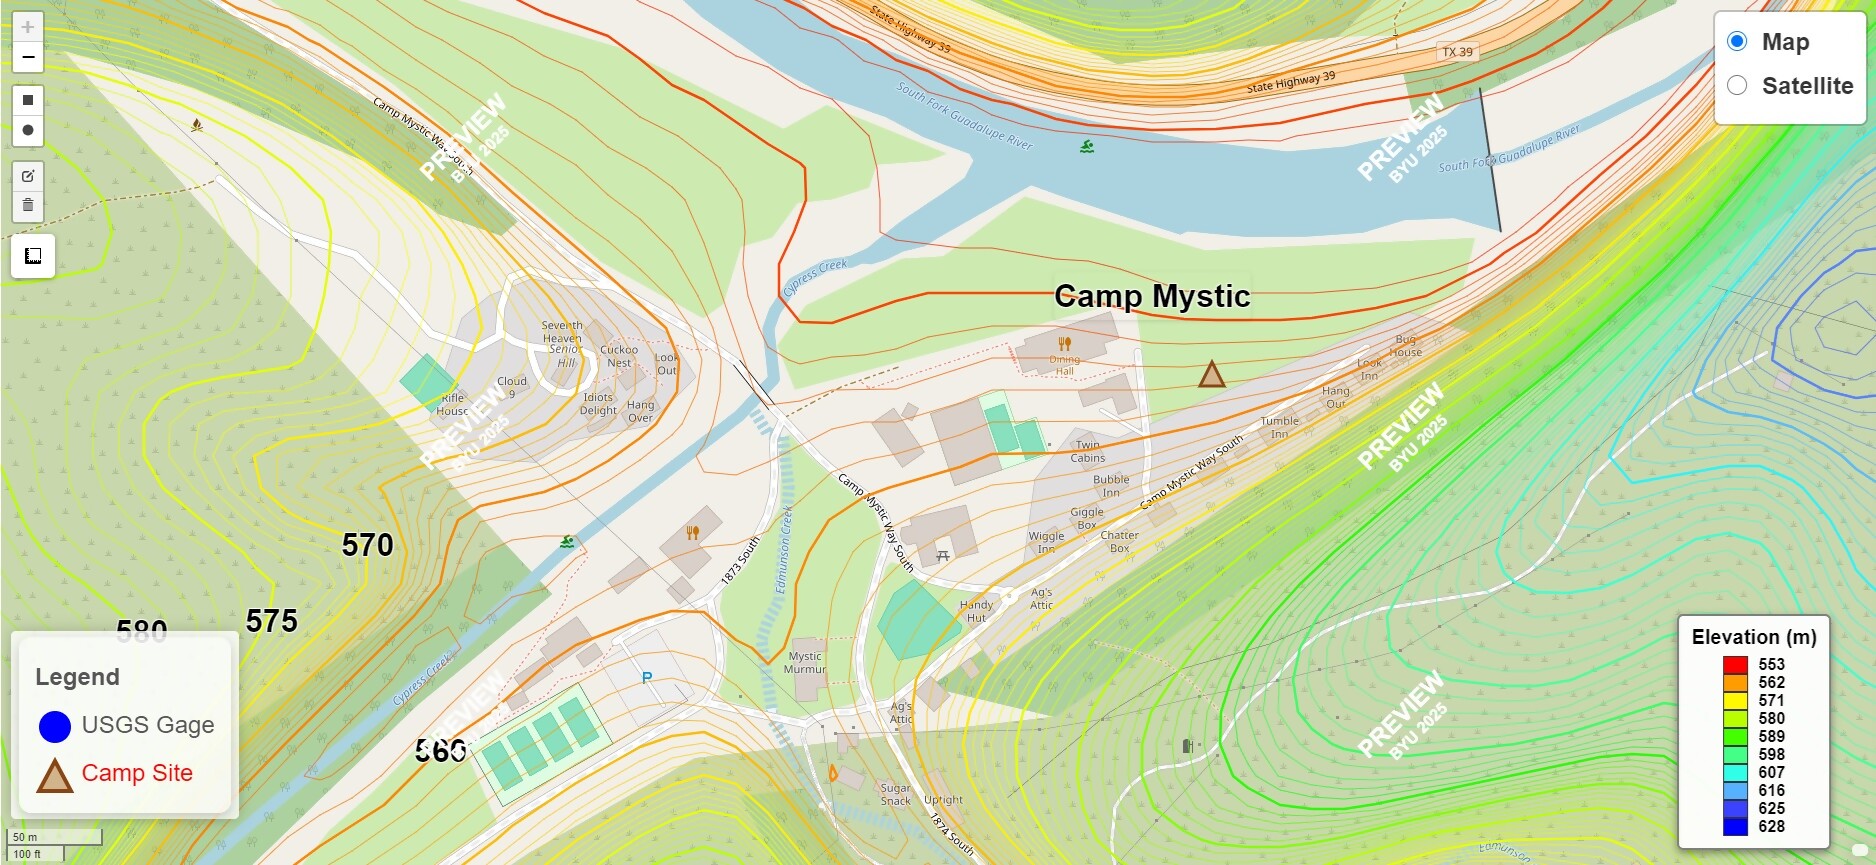 +
−
State Highway 39
State Highway 39
TX 39
Map
Satellite
Camp Mystic Way South
PREVIEW
BYU 2025
South Fork Guadalupe River
PREVIEW
BYU 2025
South Fork Guadalupe River
Cypress Creek
Camp Mystic
Seventh
Heaven
Senior
Hill
Cuckoo
Nest
Look
Out
Cloud
9
Rifle
House
Idiots
Delight
Hang
Over
Dining
Hall
Bug
House
Look
Inn
Hang
Out
Tumble
Inn
PREVIEW
BYU 2025
PREVIEW
BYU 2025
Twin
Cabins
Bubble
Inn
Camp Mystic Way South
Camp Mystic Way South
Giggle
Box
Wiggle
Inn
Chatter
Box
570
1873 South
Edmunson Creek
Handy
Hut
Ag's
Attic
580
575
Cypress Creek
Mystic
Murmur
P
PREVIEW
560
Ag's
Attic
PREVIEW
BYU 2025
Sugar
Snack
Uptight
1874 South
Edmunson
Legend
USGS Gage
Camp Site
50 m
100 ft
Elevation (m)
553
562
571
580
589
598
607
616
625
628